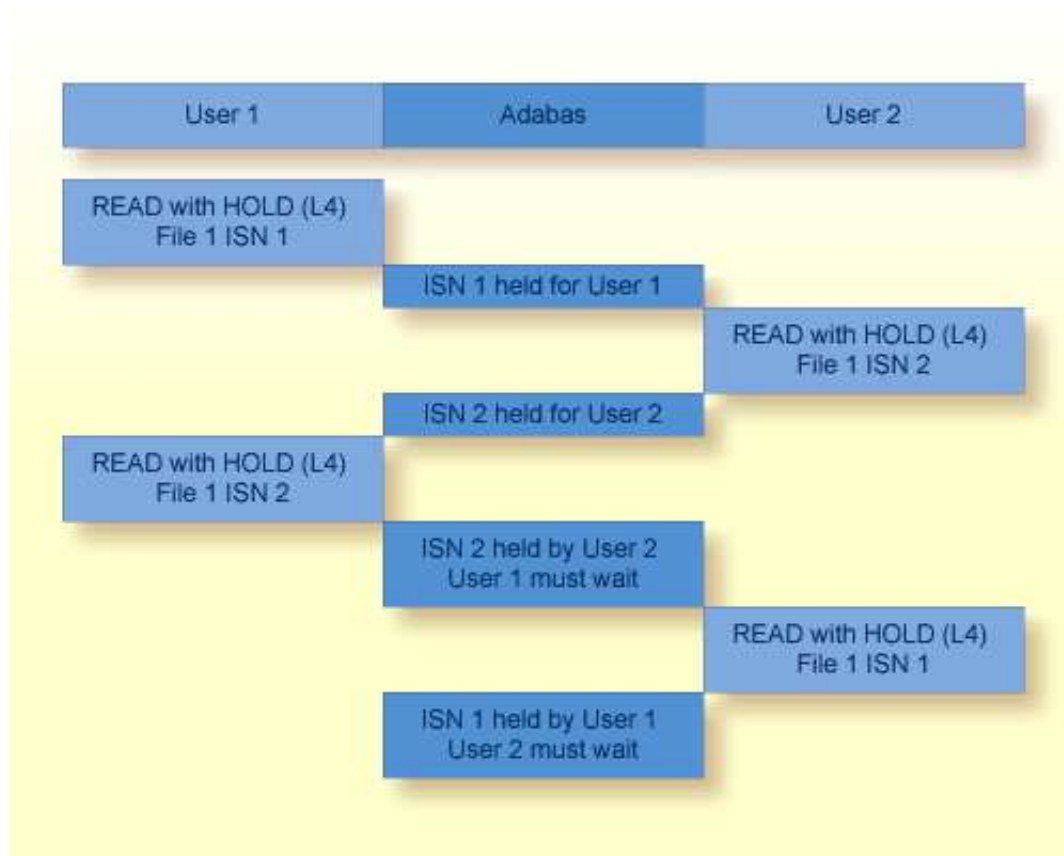 User 1
Adabas
User 2
READ with HOLD (L4)
File 1 ISN 1
ISN 1 held for User 1
READ with HOLD (L4)
File 1 ISN 2
ISN 2 held for User 2
READ with HOLD (L4)
File 1 ISN 2
ISN 2 held by User 2
User 1 must wait
READ with HOLD (L4)
File 1 ISN 1
ISN 1 held by User 1
User 2 must wait